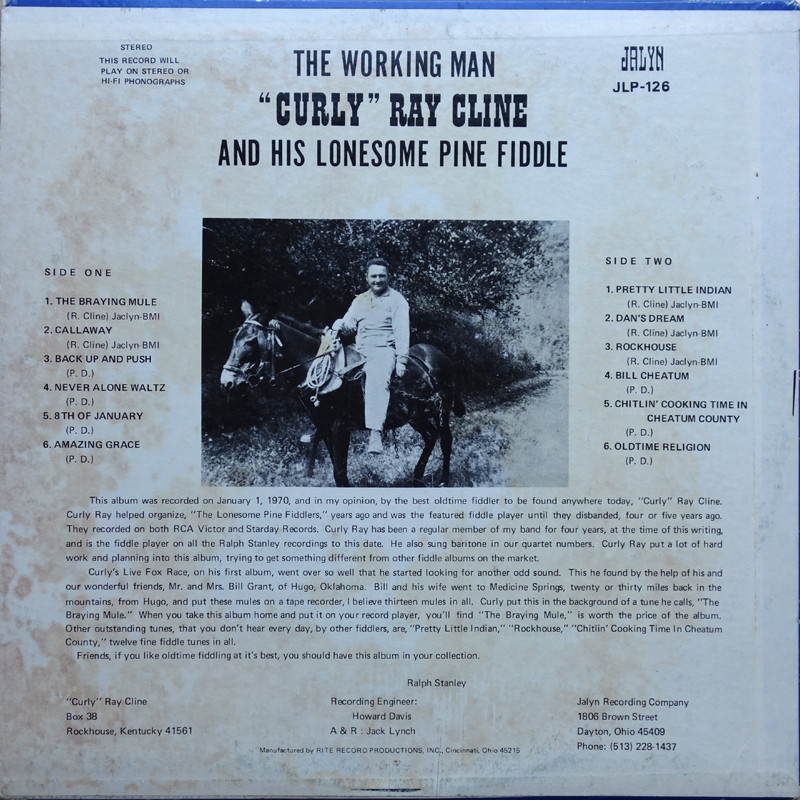 STEREO
THIS RECORD WILL
PLAY ON STEREO OR
HI-FI PHONOGRAPHS
THE WORKING MAN
"CURLY" RAY CLINE
AND HIS LONESOME PINE FIDDLE
JALYN
JLP-126
SIDE ONE
1. THE BRAYING MULE
(R. Cline) Jaclyn-BMI
2. CALLAWAY
(R. Cline) Jaclyn-BMI
3. BACK UP AND PUSH
(P. D.)
4. NEVER ALONE WALTZ
(P. D.)
5. 8TH OF JANUARY
(P. D.)
6. AMAZING GRACE
(P. D.)
SIDE TWO
1. PRETTY LITTLE INDIAN
(R. Cline) Jaclyn-BMI
2. DAN'S DREAM
(R. Cline) Jaclyn-BMI
3. ROCKHOUSE
(R. Cline) Jaclyn-BMI
4. BILL CHEATUM
(P. D.)
5. CHITLIN' COOKING TIME IN
CHEATUM COUNTY
(P. D.)
6. OLDTIME RELIGION
(P. D.)
This album was recorded on January 1, 1970, and in my opinion, by the best oldtime fiddler to be found anywhere today, "Curly" Ray Cline.
Curly Ray helped organize, "The Lonesome Pine Fiddlers," years ago and was the featured fiddle player until they disbanded, four or five years ago.
They recorded on both RCA Victor and Starday Records. Curly Ray has been a regular member of my band for four years, at the time of this writing,
and is the fiddle player on all the Ralph Stanley recordings to this date. He also sung baritone in our quartet numbers. Curly Ray put a lot of hard
work and planning into this album, trying to get something different from other fiddle albums on the market.
Curly's Live Fox Race, on his first album, went over so well that he started looking for another odd sound. This he found by the help of his and
our wonderful friends, Mr. and Mrs. Bill Grant, of Hugo, Oklahoma. Bill and his wife went to Medicine Springs, twenty or thirty miles back in the
mountains, from Hugo, and put these mules on a tape recorder, I believe thirteen mules in all. Curly put this in the background of a tune he calls, "The
Braying Mule." When you take this album home and put it on your record player, you'll find "The Braying Mule," is worth the price of the album.
Other outstanding tunes, that you don't hear every day, by other fiddlers, are, "Pretty Little Indian," "Rockhouse," "Chitlin' Cooking Time In Cheatum
County," twelve fine fiddle tunes in all.
Friends, if you like oldtime fiddling at it's best, you should have this album in your collection.
Ralph Stanley
"Curly" Ray Cline
Box 38
Rockhouse, Kentucky 41561
Recording Engineer:
Howard Davis
A & R : Jack Lynch
Jalyn Recording Company
1806 Brown Street
Dayton, Ohio 45409
Phone: (513) 228-1437
Manufactured by RITE RECORD PRODUCTIONS, INC., Cincinnati, Ohio 45215